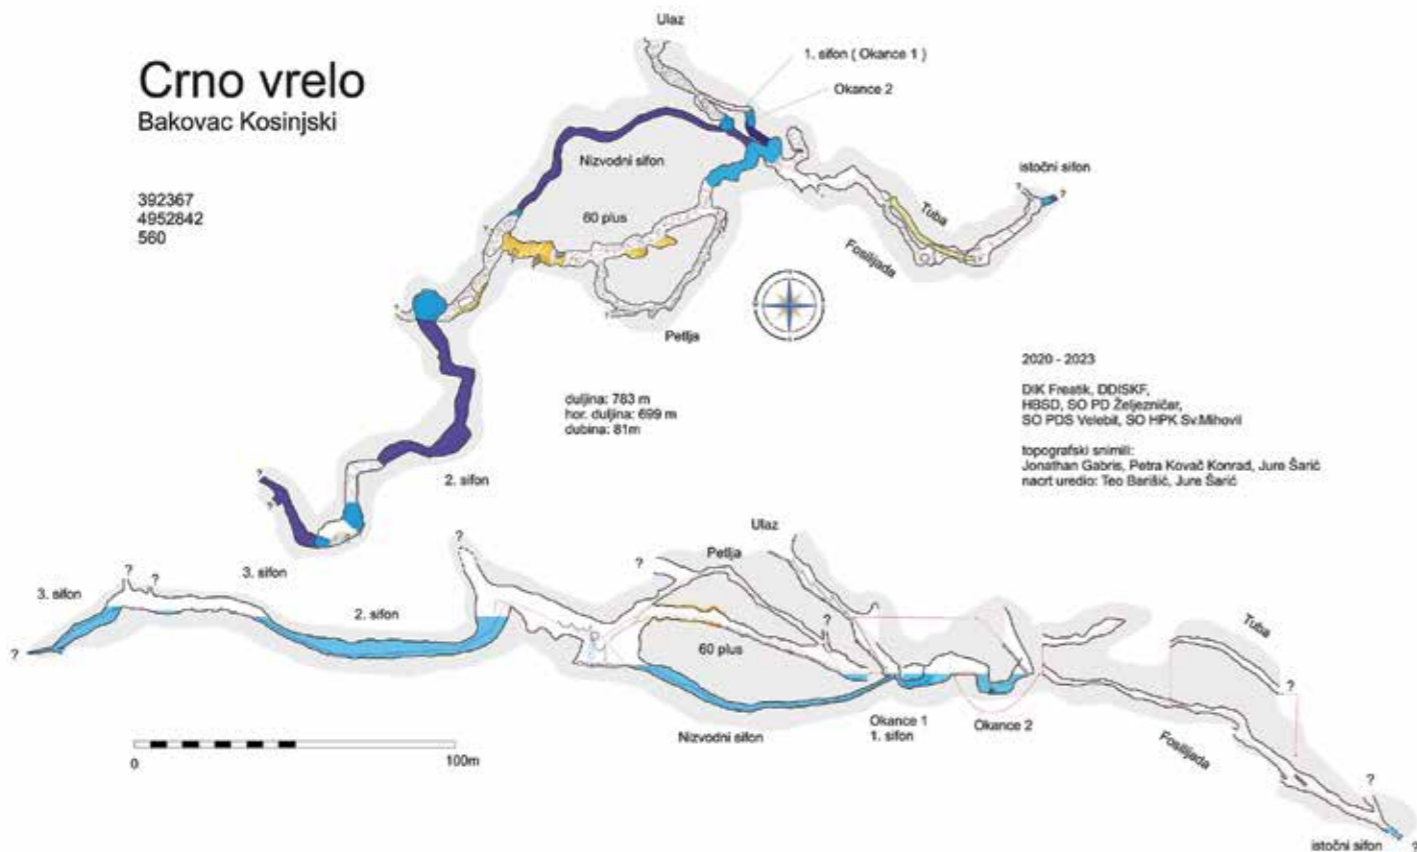 Crno vrelo
Bakovac Kosinjski
392367
4952842
560
Ulaz
1. sifon ( Okance 1 )
Okance 2
Nizvodni sifon
istočni sifon
?
?
?
60 plus
Tuba
Fosilijada
?
?
Petlja
duljina: 783 m
hor. duljina: 699 m
dubina: 81m
2020 - 2023
DIK Freatik, DDISKF,
HBSD, SO PD Željezničar,
SO PDS Velebit, SO HPK Sv.Mihovil
topografski snimili:
Jonathan Gabris, Petra Kovač Konrad, Jure Šarić
nacrt uredio: Teo Barišić, Jure Šarić
?
?
2. sifon
3. sifon
Ulaz
Petlja
?
?
?
?
?
3. sifon
2. sifon
?
60 plus
Nizvodni sifon
Okance 1
1. sifon
Okance 2
Tuba
?
Fosilijada
?
istočni sifon
?
0
100m